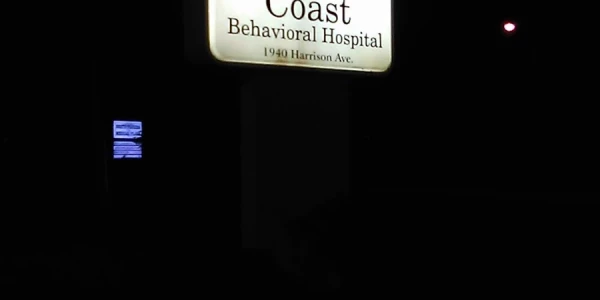 Coast
Behavioral Hospital
1940 Harrison Ave.